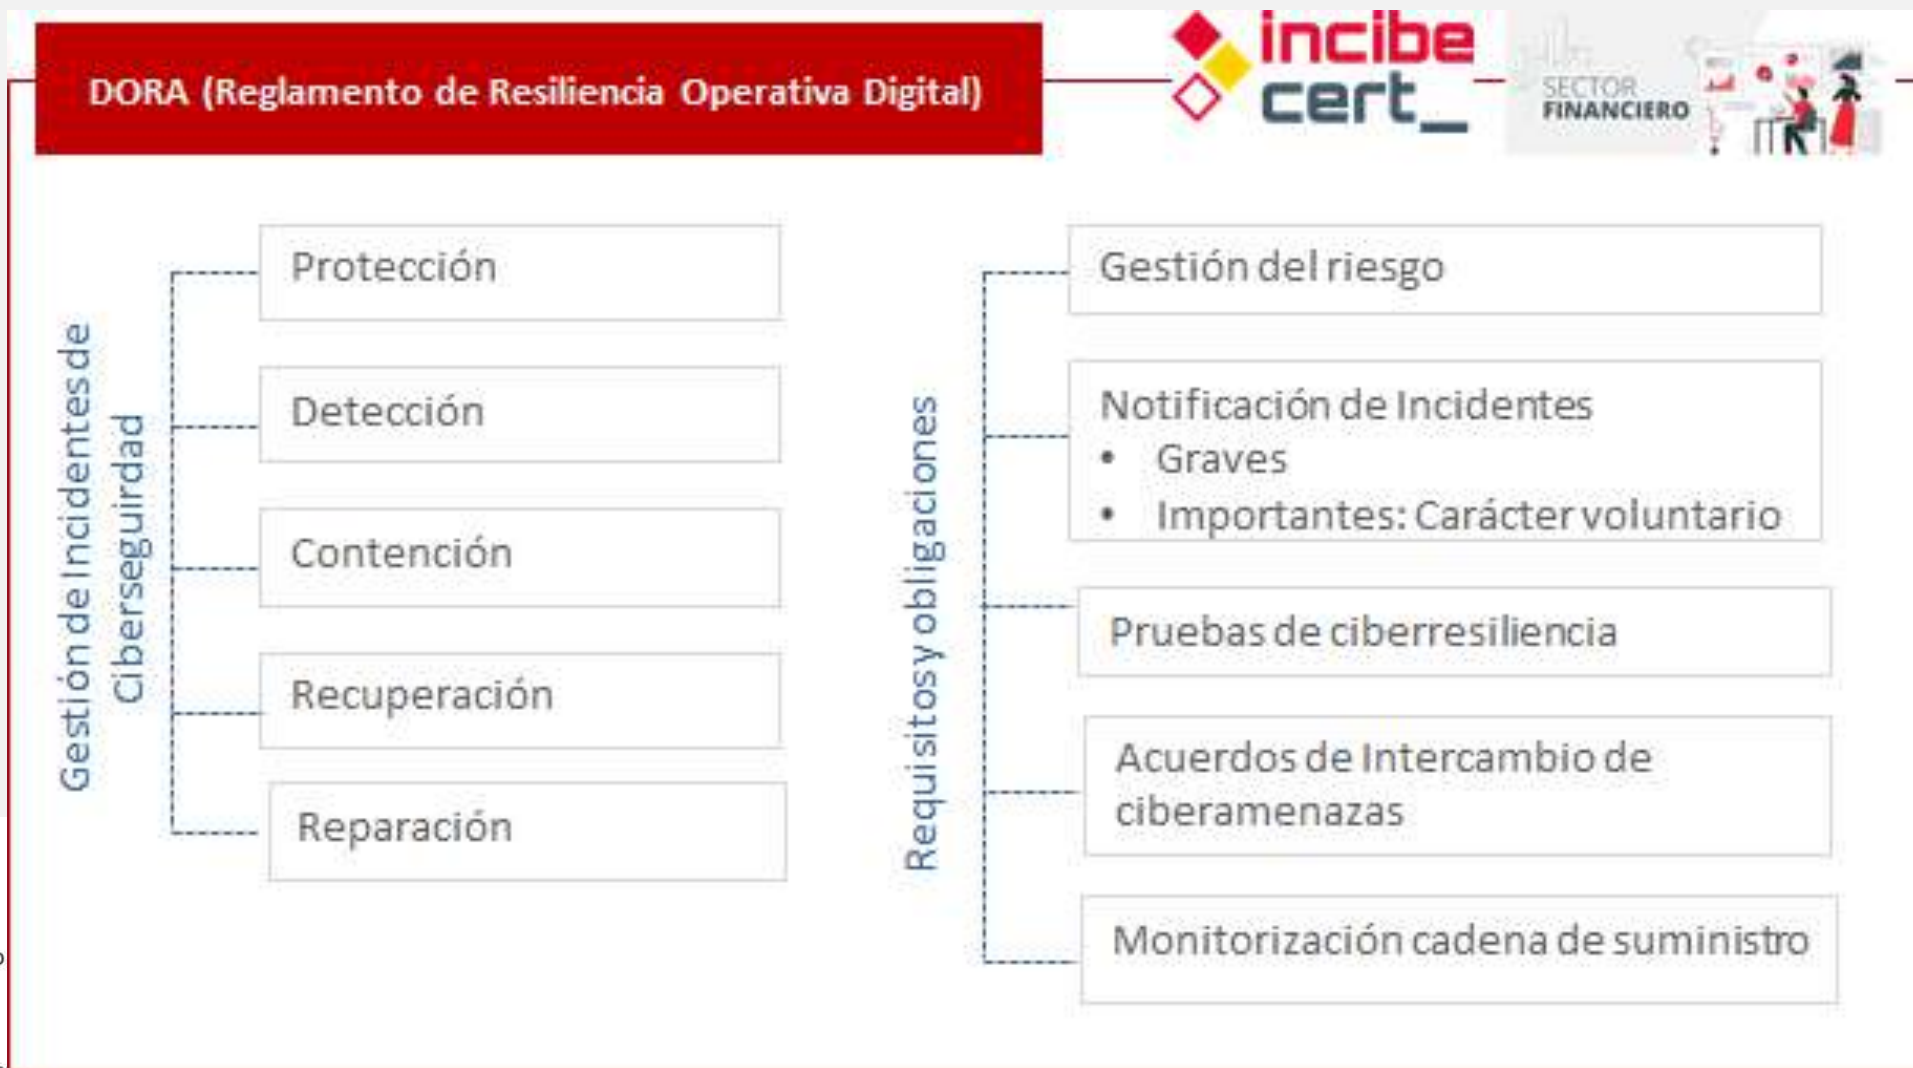 DORA (Reglamento de Resiliencia Operativa Digital)
incibe
cert_
SECTOR
FINANCIERO
Gestión de Incidentes de
Ciberseguirdad
Protección
Detección
Contención
Recuperación
Reparación
Requisitos y obligaciones
Gestión del riesgo
Notificación de Incidentes
• Graves
• Importantes: Carácter voluntario
Pruebas de ciberresiliencia
Acuerdos de Intercambio de
ciberamenazas
Monitorización cadena de suministro